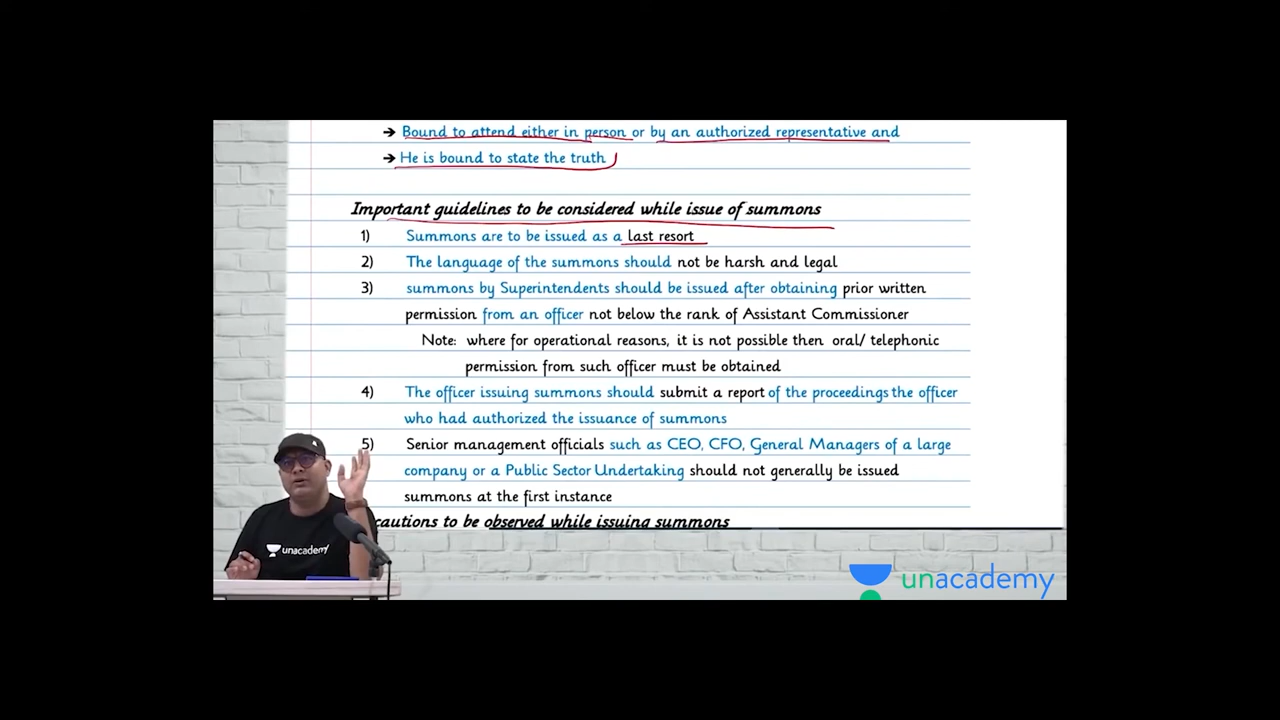 → Bound to attend either in person or by an authorized representative and
→ He is bound to state the truth
Important guidelines to be considered while issue of summons
1) Summons are to be issued as a last resort
2) The language of the summons should not be harsh and legal
3) summons by Superintendents should be issued after obtaining prior written
permission from an officer not below the rank of Assistant Commissioner
Note: where for operational reasons, it is not possible then oral/ telephonic
permission from such officer must be obtained
4) The officer issuing summons should submit a report of the proceedings the officer
who had authorized the issuance of summons
5) Senior management officials such as CEO, CFO, General Managers of a large
company or a Public Sector Undertaking should not generally be issued
summons at the first instance
cautions to be observed while issuing summons
unacademy
unacademy